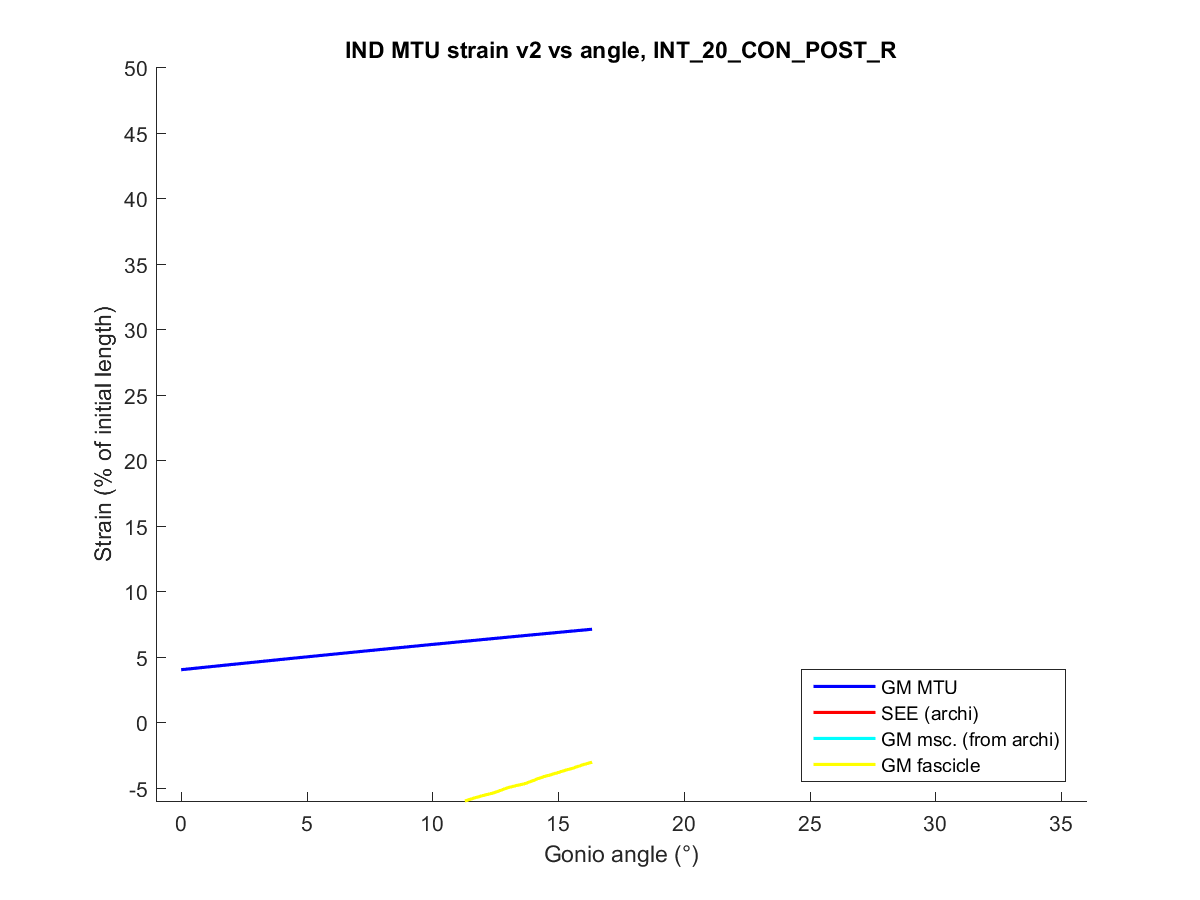 IND MTU strain v2 vs angle, INT_20_CON_POST_R
50
45
40
35
30
25
20
15
10
5
0
-5
Strain (% of initial length)
0 5 10 15 20 25 30 35
Gonio angle (°)
GM MTU
SEE (archi)
GM msc. (from archi)
GM fascicle